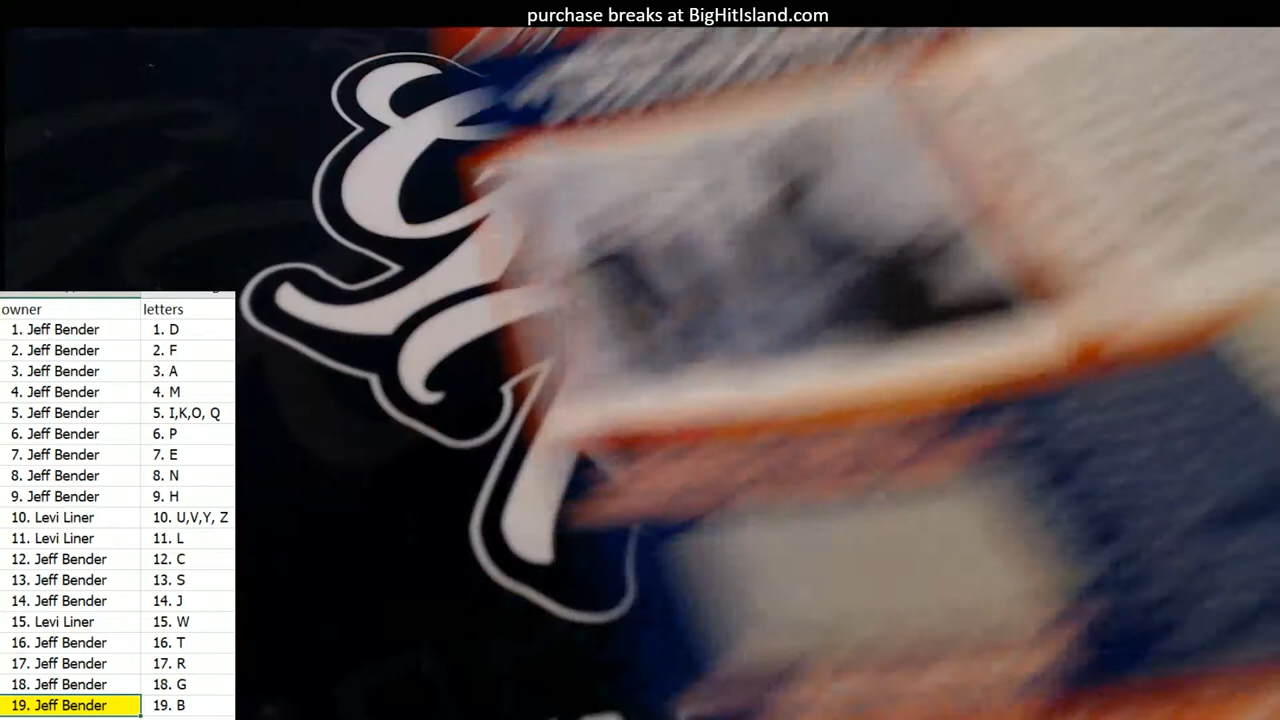 purchase breaks at BigHitIsland.com
owner letters
1. Jeff Bender 1. D
2. Jeff Bender 2. F
3. Jeff Bender 3. A
4. Jeff Bender 4. M
5. Jeff Bender 5. I,K,O, Q
6. Jeff Bender 6. P
7. Jeff Bender 7. E
8. Jeff Bender 8. N
9. Jeff Bender 9. H
10. Levi Liner 10. U,V,Y, Z
11. Levi Liner 11. L
12. Jeff Bender 12. C
13. Jeff Bender 13. S
14. Jeff Bender 14. J
15. Levi Liner 15. W
16. Jeff Bender 16. T
17. Jeff Bender 17. R
18. Jeff Bender 18. G
19. Jeff Bender 19. B